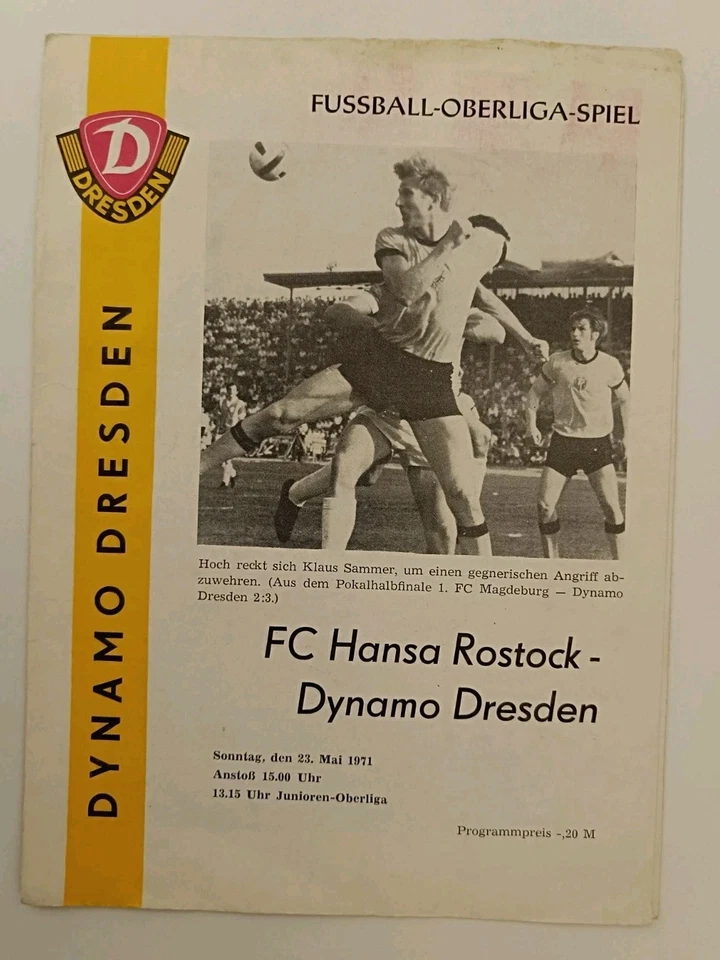 FUSSBALL-OBERLIGA-SPIEL
D
DRESDEN
DYNAMO DRESDEN
Hoch reckt sich Klaus Sammer, um einen gegnerischen Angriff ab-
zuwehren. (Aus dem Pokalhalbfinale 1. FC Magdeburg — Dynamo
Dresden 2:3.)
FC Hansa Rostock -
Dynamo Dresden
Sonntag, den 23. Mai 1971
Anstoß 15.00 Uhr
13.15 Uhr Junioren-Oberliga
Programmpreis -,20 M